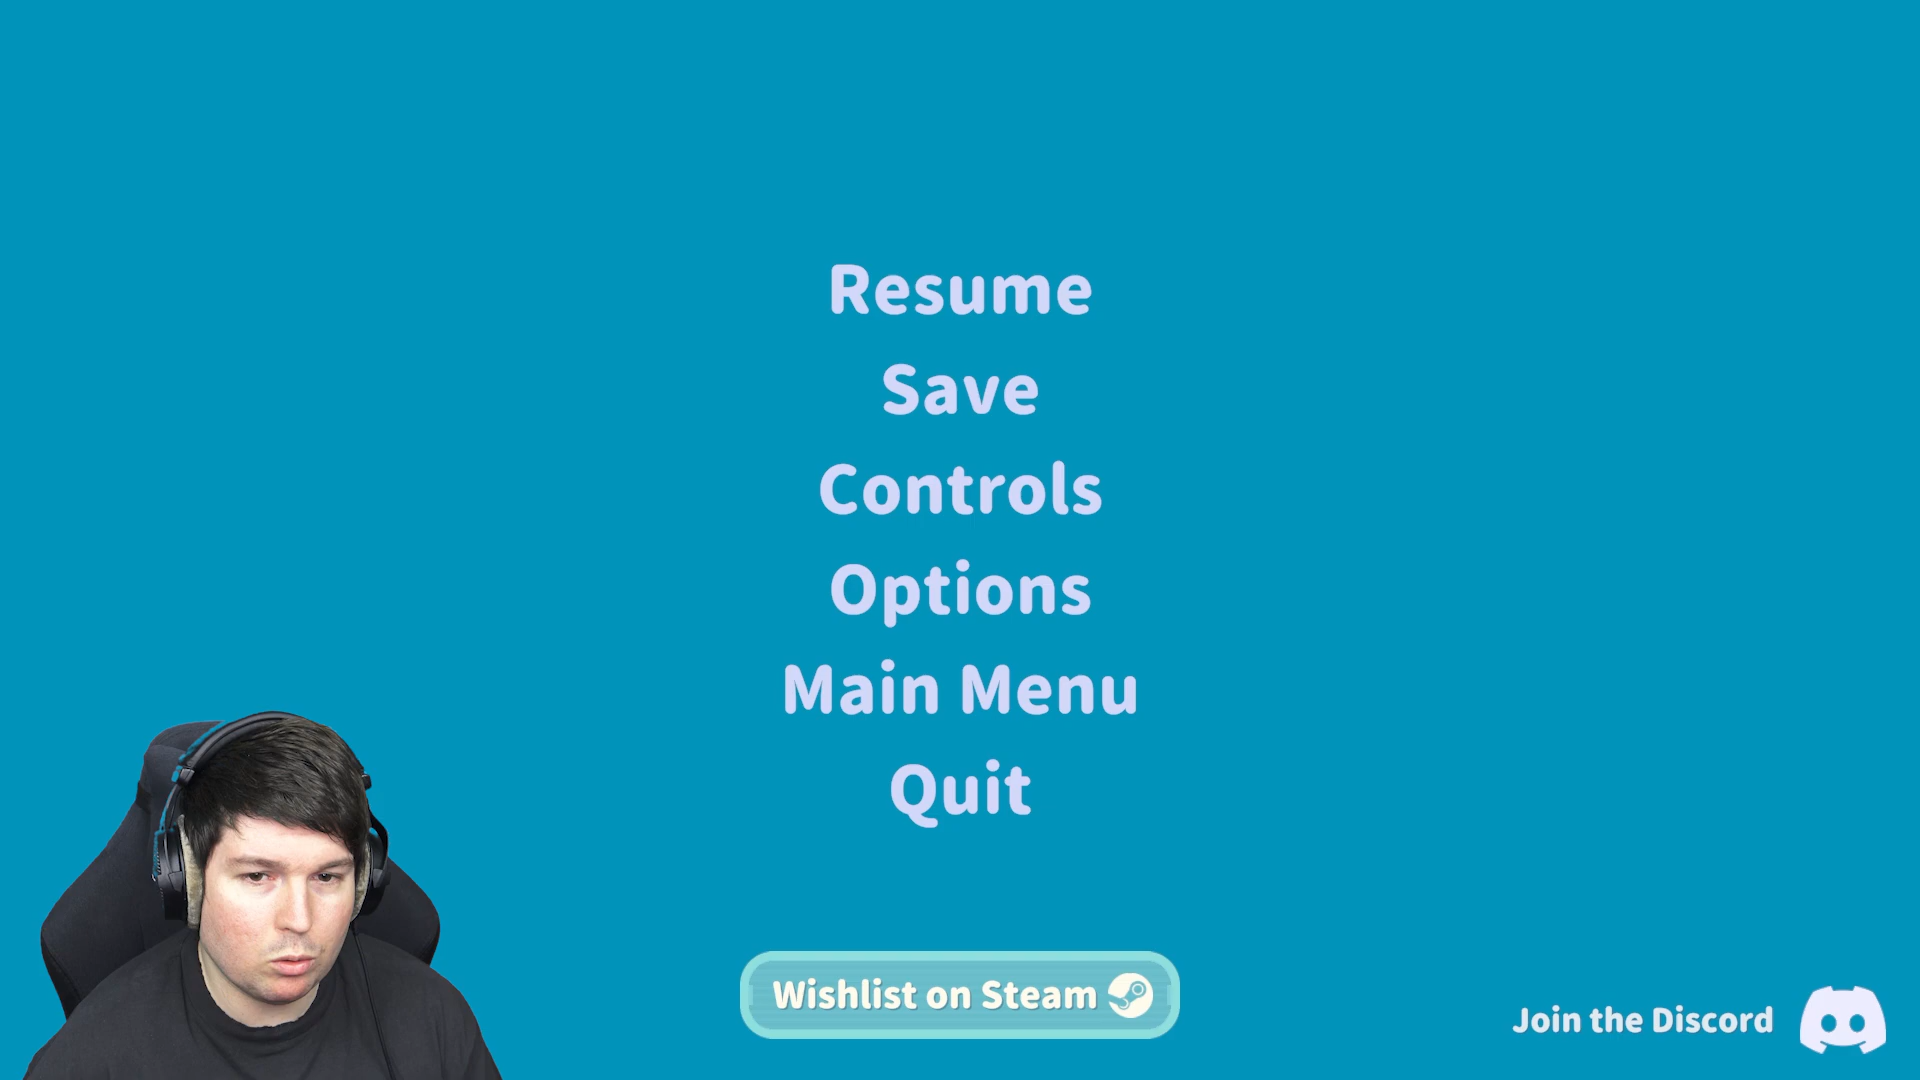 Resume
Save
Controls
Options
Main Menu
Quit
Wishlist on Steam
Join the Discord